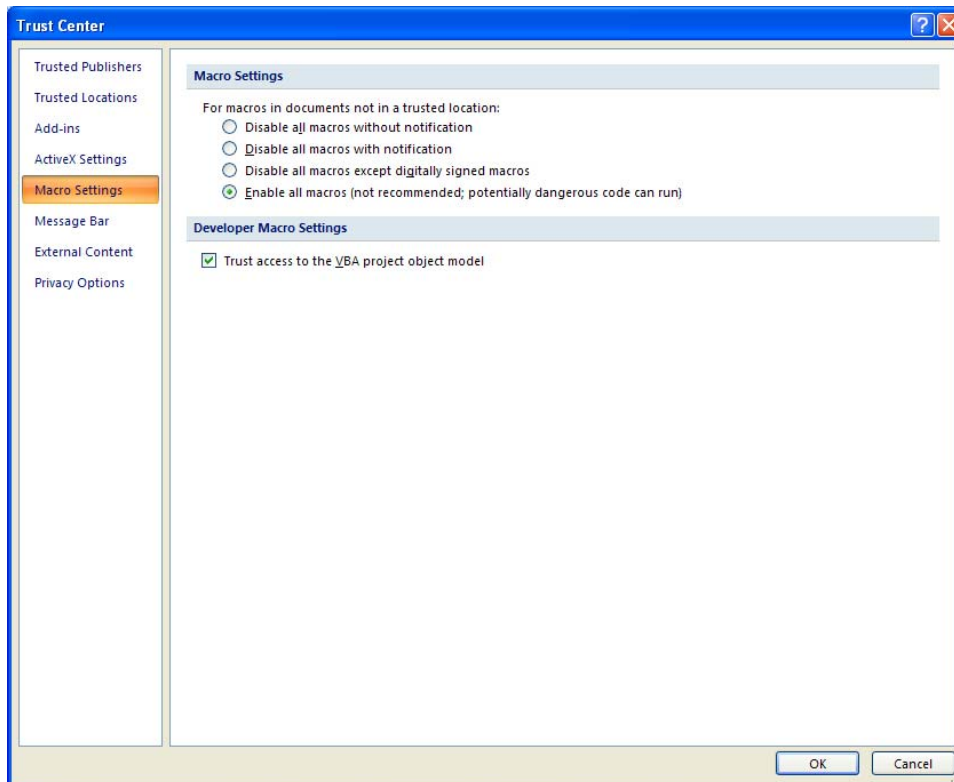 Trust Center
Trusted Publishers
Trusted Locations
Add-ins
ActiveX Settings
Macro Settings
Message Bar
External Content
Privacy Options
Macro Settings
For macros in documents not in a trusted location:
Disable all macros without notification
Disable all macros with notification
Disable all macros except digitally signed macros
Enable all macros (not recommended; potentially dangerous code can run)
Developer Macro Settings
Trust access to the VBA project object model
OK Cancel